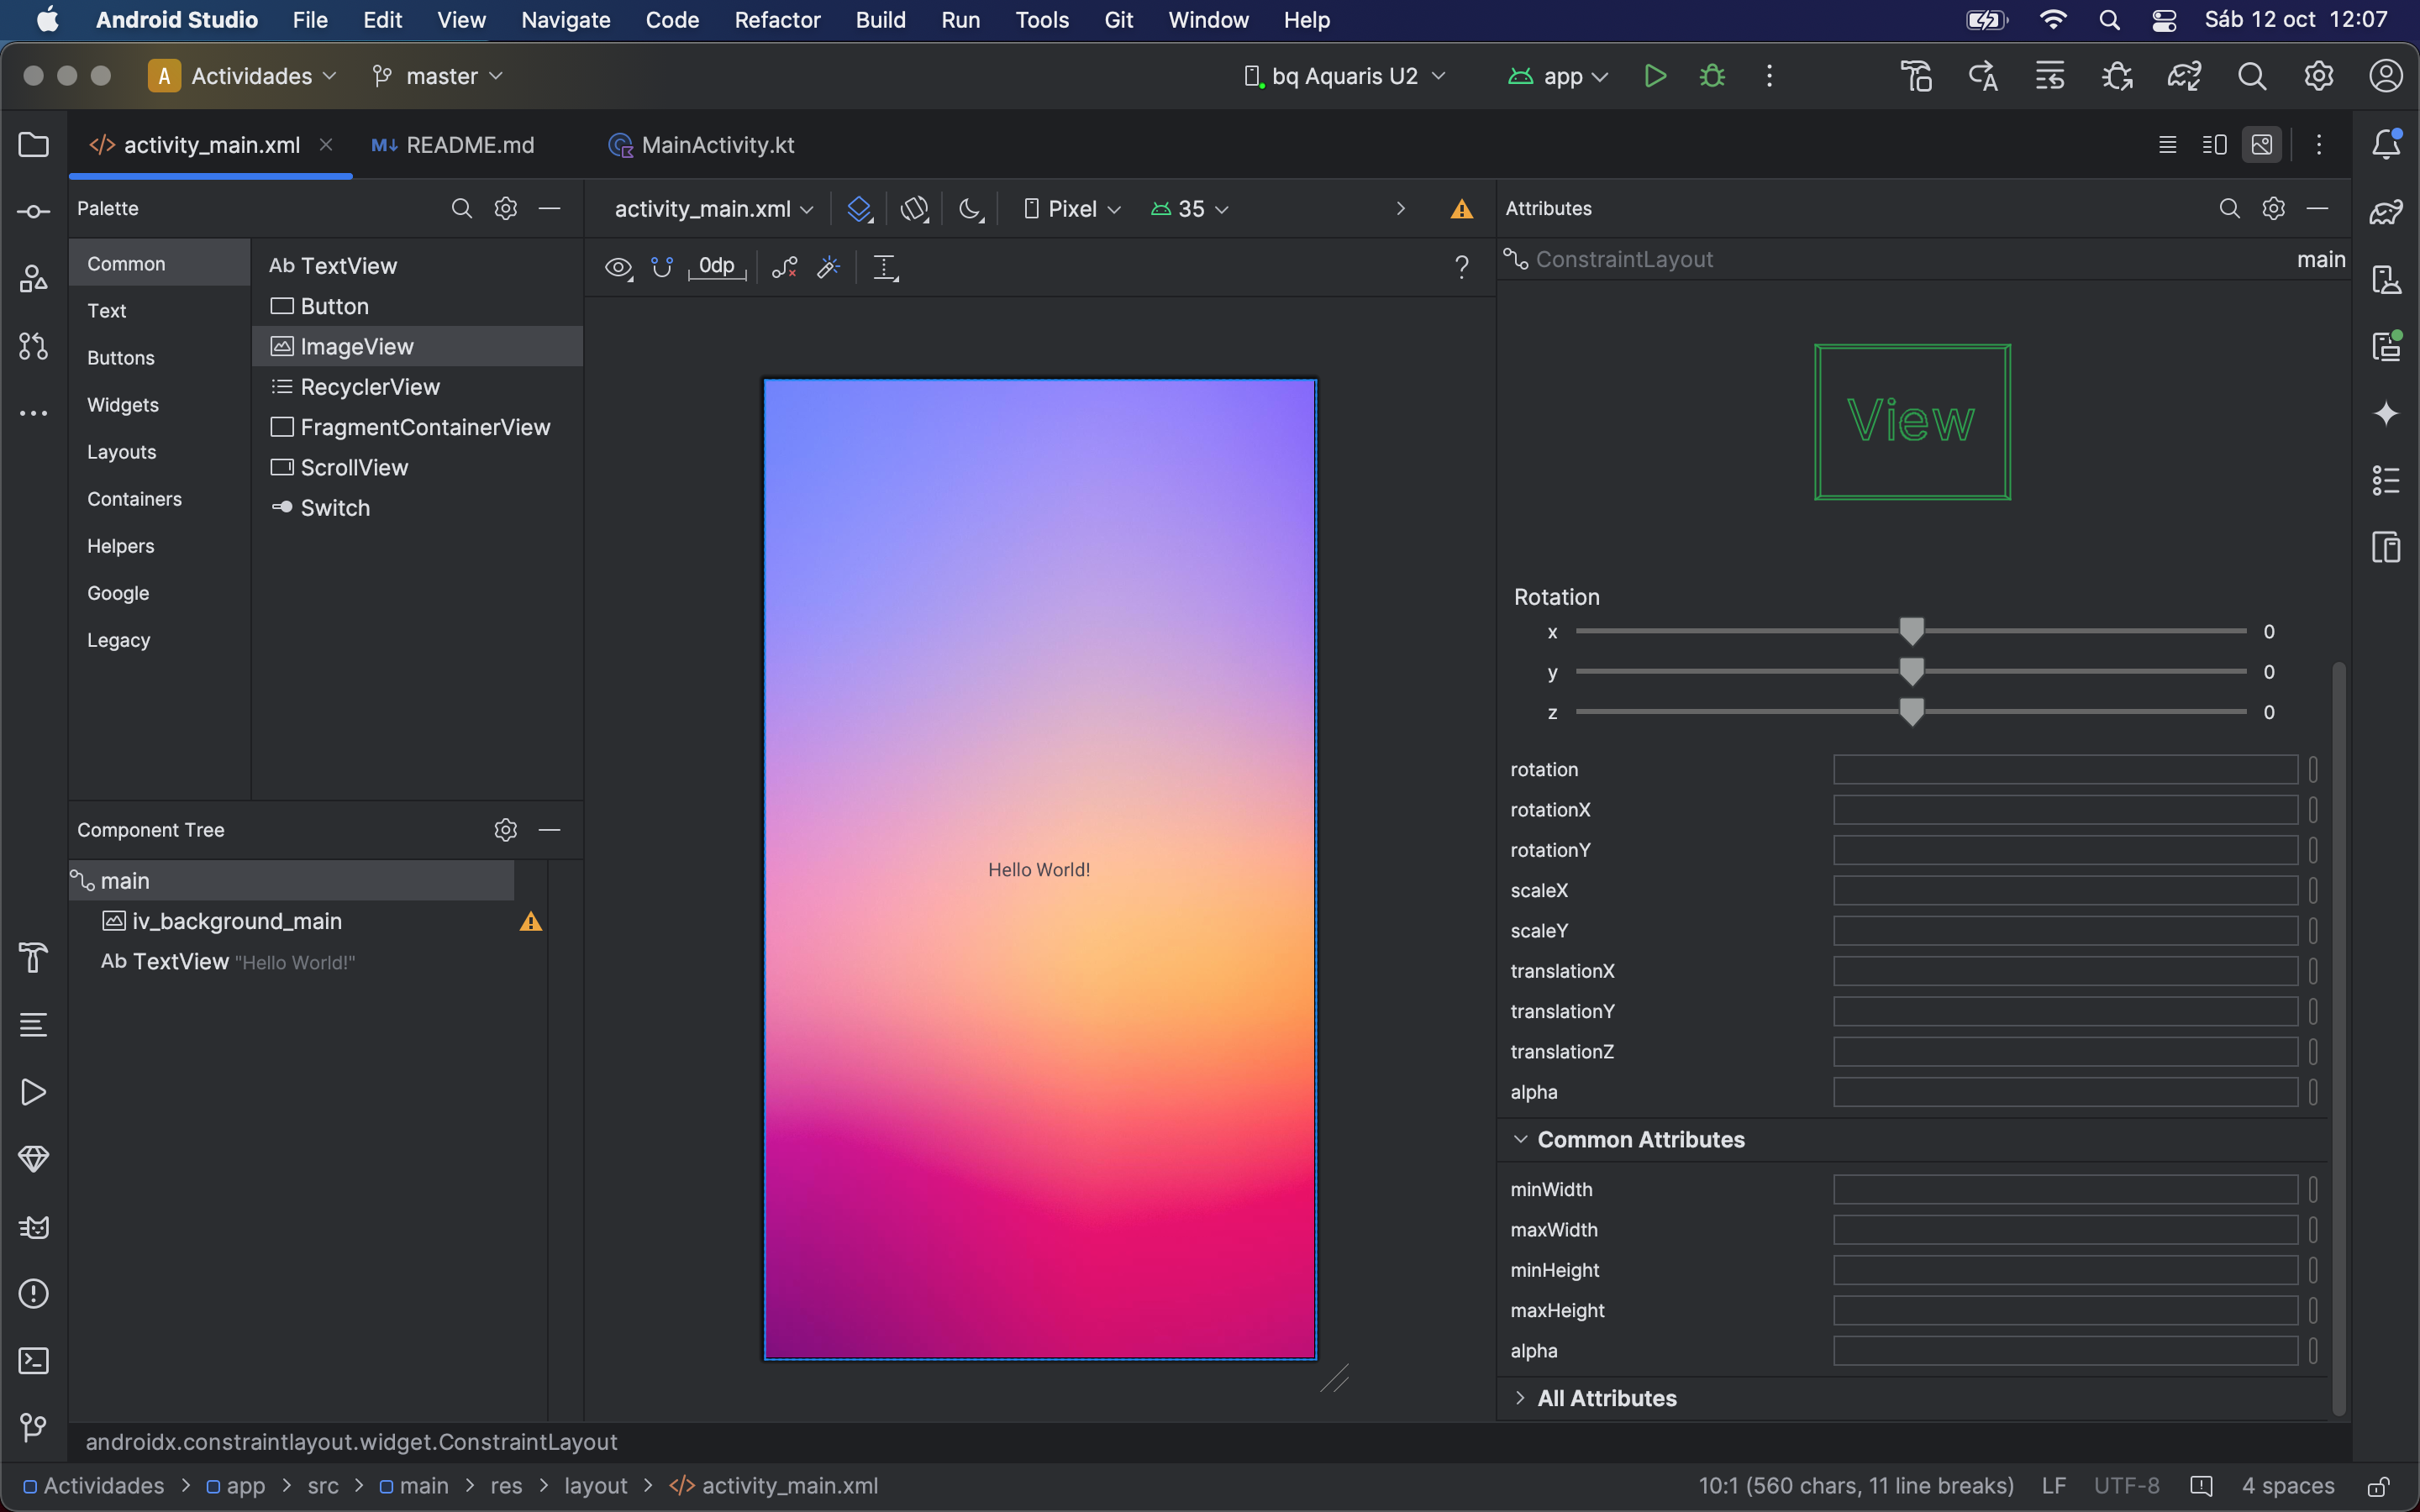 Android Studio File Edit View Navigate Code Refactor Build Run Tools Git Window Help Sáb 12 oct 12:07
A Actividades master bq Aquaris U2 app
activity_main.xml README.md MainActivity.kt
Palette
Common
Text
Buttons
Widgets
Layouts
Containers
Helpers
Google
Legacy
Ab TextView
Button
ImageView
RecyclerView
FragmentContainerView
ScrollView
Switch
Component Tree
main
iv_background_main
Ab TextView "Hello World!"
activity_main.xml Pixel 35
0dp ?
Hello World!
Attributes
ConstraintLayout main
View
Rotation
x 0
y 0
z 0
rotation
rotationX
rotationY
scaleX
scaleY
translationX
translationY
translationZ
alpha
Common Attributes
minWidth
maxWidth
minHeight
maxHeight
alpha
All Attributes
androidx.constraintlayout.widget.ConstraintLayout
Actividades > app > src > main > res > layout > activity_main.xml 10:1 (560 chars, 11 line breaks) LF UTF-8 4 spaces